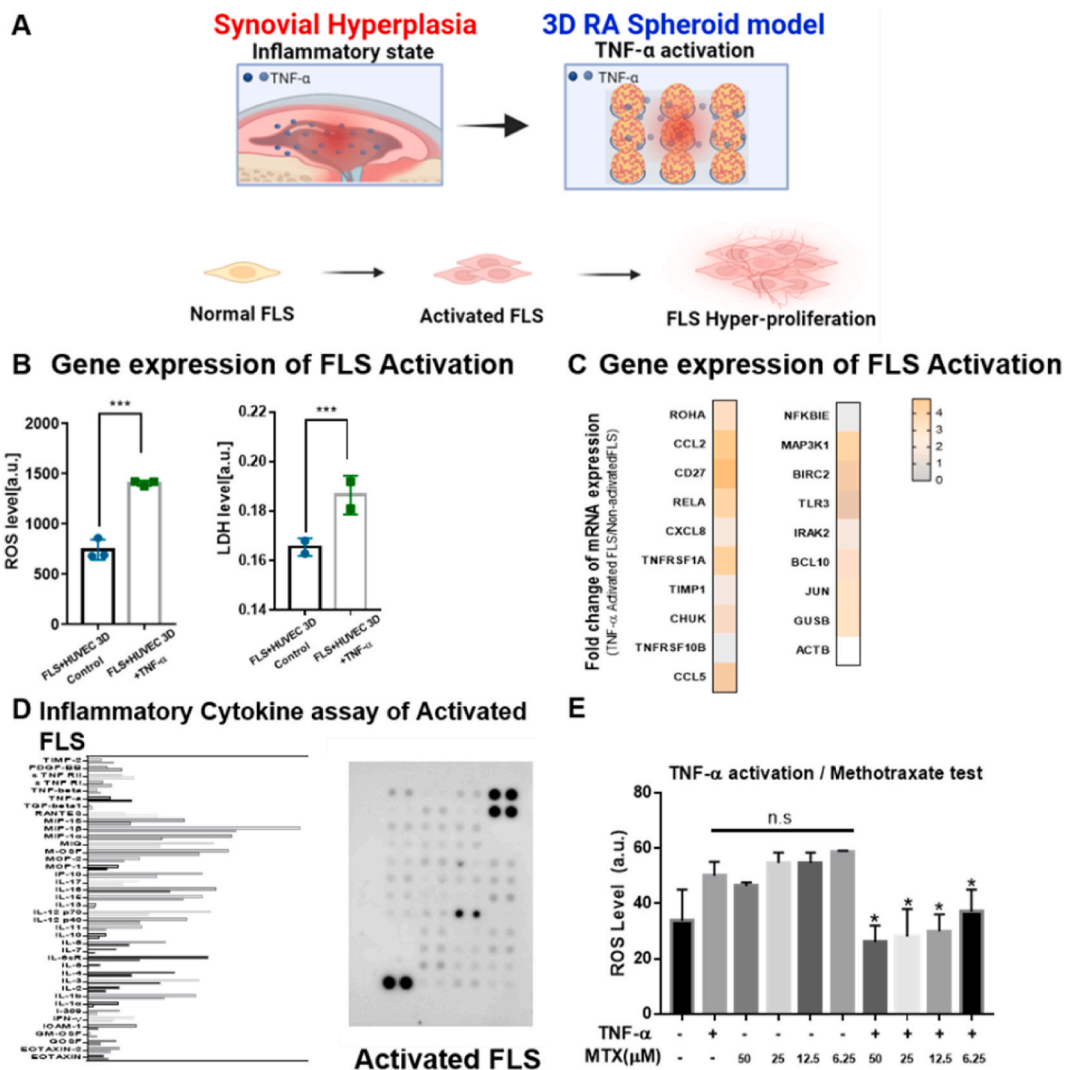 A
Synovial Hyperplasia
Inflammatory state
TNF-α
3D RA Spheroid model
TNF-α activation
TNF-α
Normal FLS
Activated FLS
FLS Hyper-proliferation
B Gene expression of FLS Activation
ROS level[a.u.]
2000
1500
1000
500
0
***
FLS+HUVEC 3D
Control
FLS+HUVEC 3D
+TNF-α
LDH level[a.u.]
0.22
0.20
0.18
0.16
0.14
***
FLS+HUVEC 3D
Control
FLS+HUVEC 3D
+TNF-α
C Gene expression of FLS Activation
Fold change of mRNA expression
(TNF-α Activated FLS/Non-activatedFLS)
ROHA
CCL2
CD27
RELA
CXCL8
TNFRSF1A
TIMP1
CHUK
TNFRSF10B
CCL5
NFKBIE
MAP3K1
BIRC2
TLR3
IRAK2
BCL10
JUN
GUSB
ACTB
4
3
2
1
0
D Inflammatory Cytokine assay of Activated
FLS
TIMP-2
PDGF-BB
s TNF RII
s TNF RI
TNF-beta
TNF-a
TGF-beta1
RANTES
MIP-1δ
MIP-1β
MIP-1α
MIG
M-CSF
MCP-2
MCP-1
IP-10
IL-17
IL-16
IL-15
IL-13
IL-12 p70
IL-12 p40
IL-11
IL-10
IL-8
IL-7
IL-6sR
IL-6
IL-4
IL-3
IL-2
IL-1b
IL-1α
I-309
IFN-γ
ICAM-1
GM-CSF
GCSF
EOTAXIN-2
EOTAXIN
Activated FLS
E
TNF-α activation / Methotraxate test
ROS Level (a.u.)
80
60
40
20
0
n.s
* * * *
TNF-α - + - - - - + + + +
MTX(μM) - - 50 25 12.5 6.25 50 25 12.5 6.25